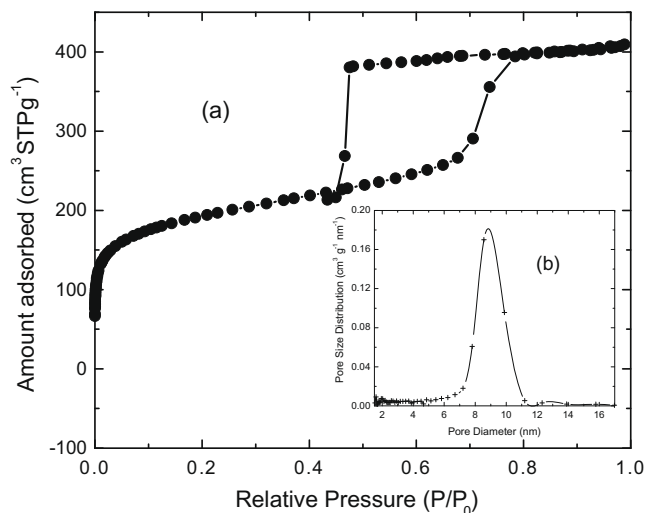 400
300
200
100
0
-100
Amount adsorbed (cm³ STPg⁻¹)
(a)
0.0 0.2 0.4 0.6 0.8 1.0
Relative Pressure (P/P₀)
0.20
0.16
0.12
0.08
0.04
0.00
Pore Size Distribution (cm³ g⁻¹ nm⁻¹)
(b)
2 4 6 8 10 12 14 16
Pore Diameter (nm)